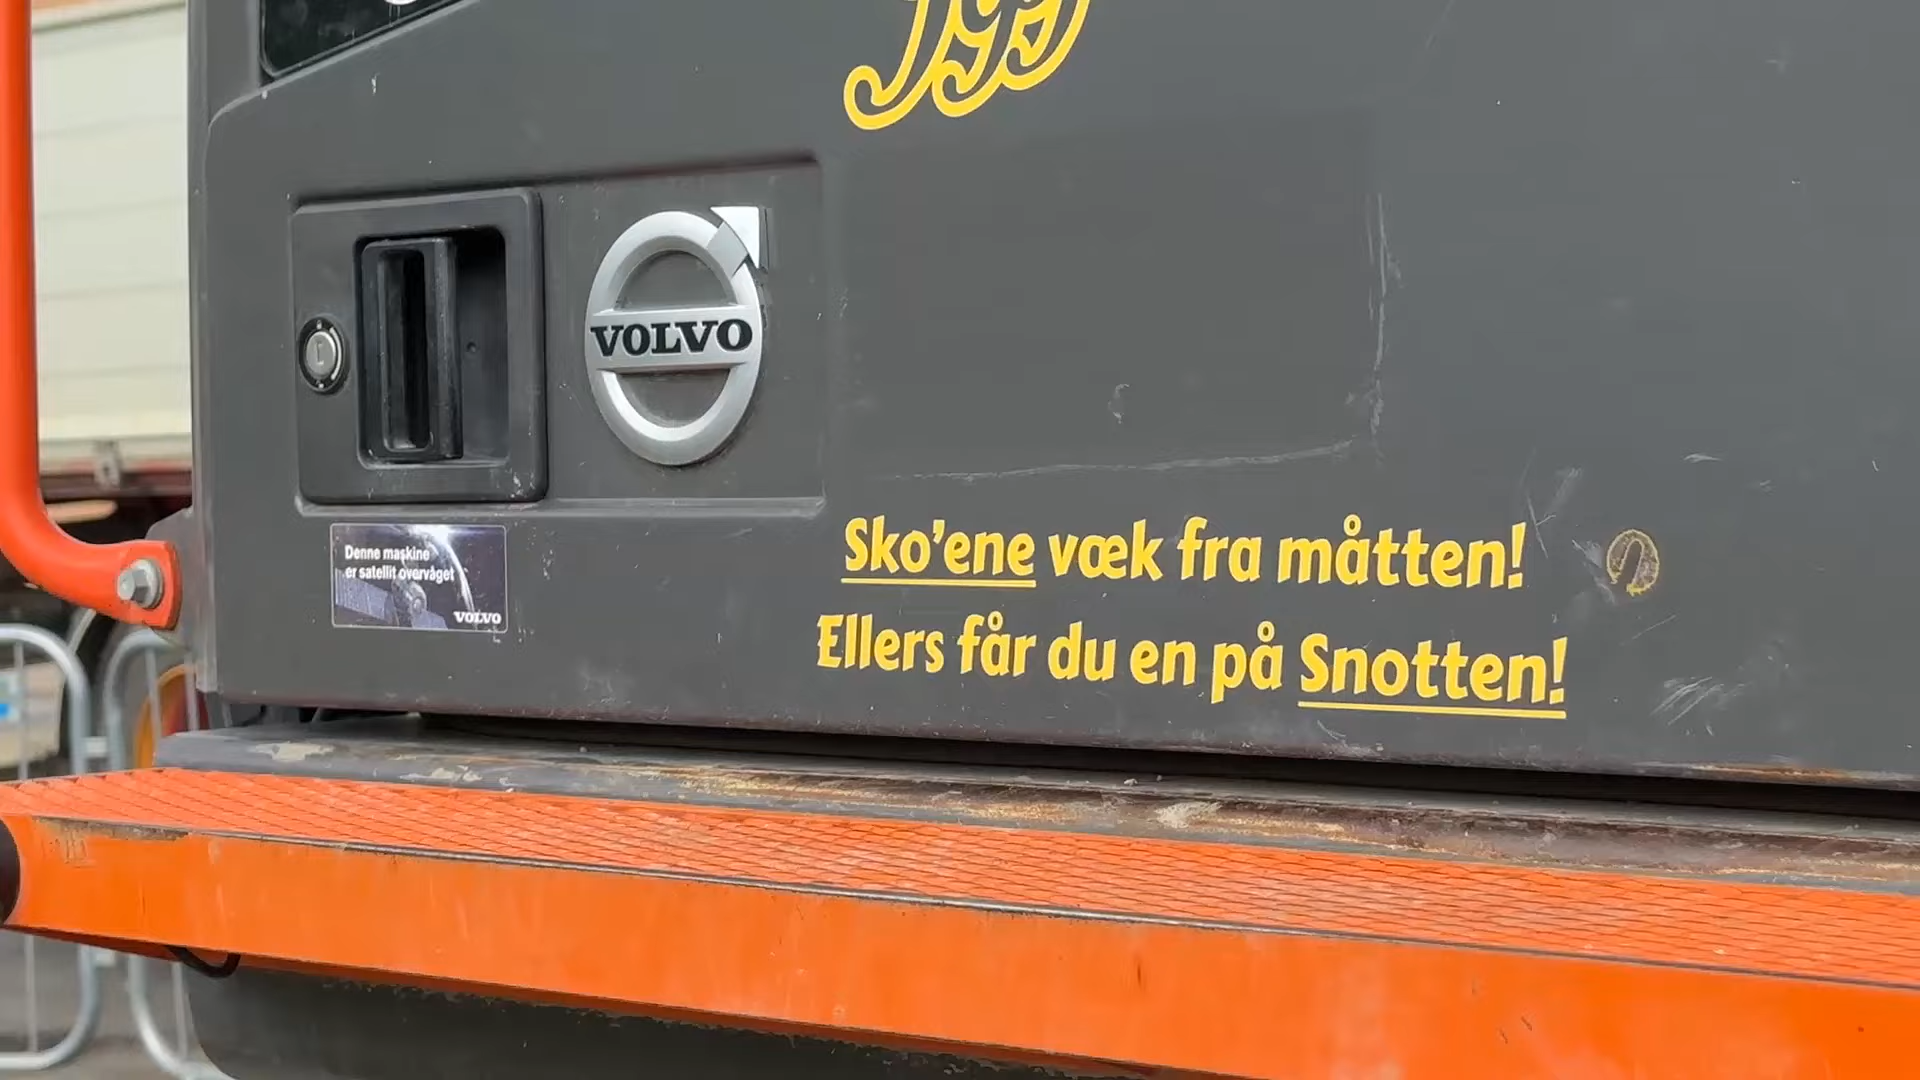 VOLVO
Denne maskine
er satellit overvåget
VOLVO
Sko'ene væk fra måtten!
Ellers får du en på Snotten!